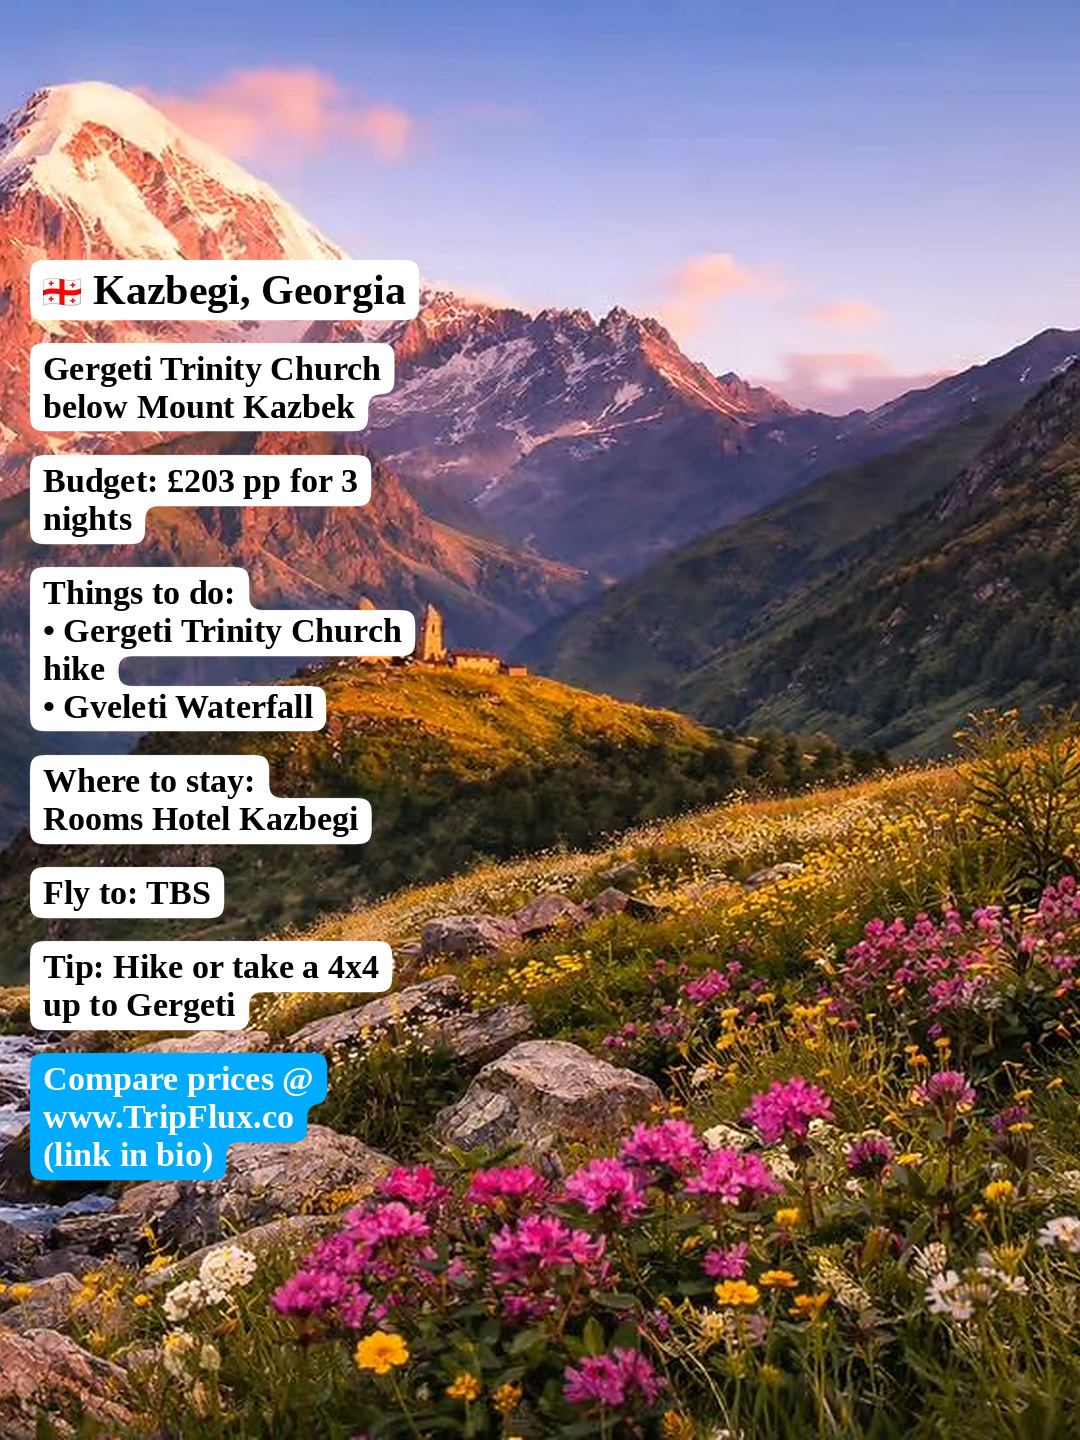 🇬🇪 Kazbegi, Georgia
Gergeti Trinity Church
below Mount Kazbek
Budget: £203 pp for 3
nights
Things to do:
• Gergeti Trinity Church
hike
• Gveleti Waterfall
Where to stay:
Rooms Hotel Kazbegi
Fly to: TBS
Tip: Hike or take a 4x4
up to Gergeti
Compare prices @
www.TripFlux.co
(link in bio)